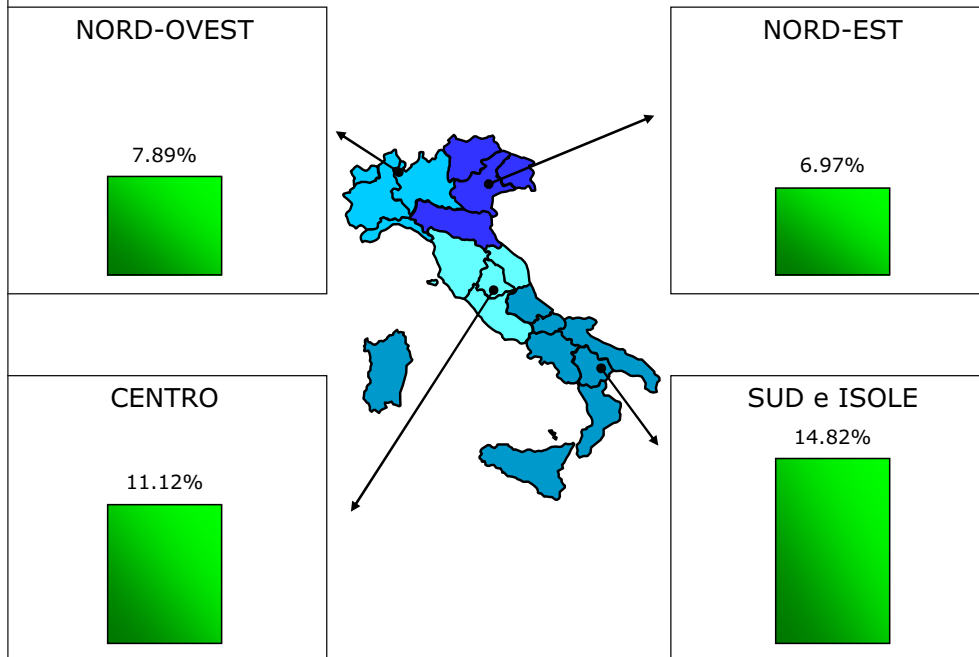 NORD-OVEST
7.89%
NORD-EST
6.97%
CENTRO
11.12%
SUD e ISOLE
14.82%